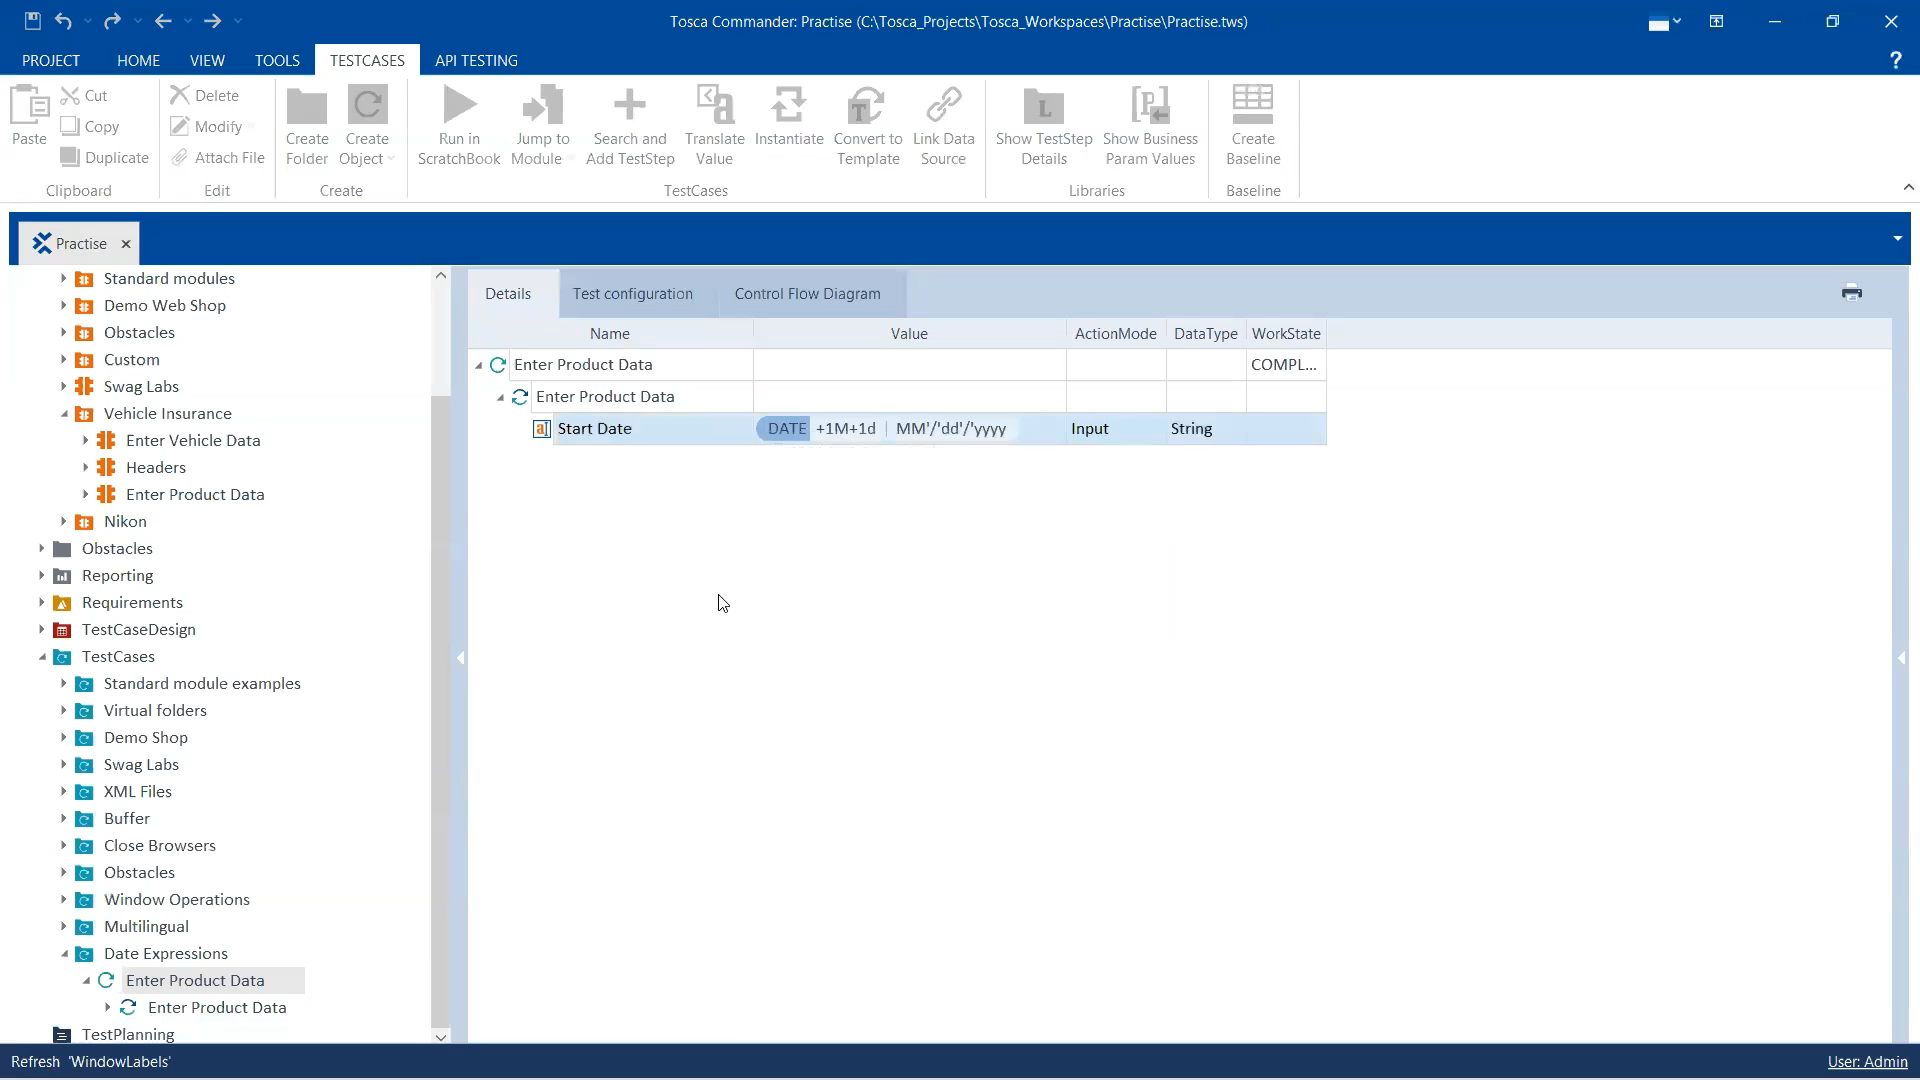 Tosca Commander: Practise (C:\Tosca_Projects\Tosca_Workspaces\Practise\Practise.tws)
PROJECT HOME VIEW TOOLS TESTCASES API TESTING ?
Paste
Cut
Copy
Duplicate
Clipboard
Delete
Modify
Attach File
Edit
Create Folder
Create Object
Create
Run in ScratchBook
Jump to Module
Search and Add TestStep
Translate Value
Instantiate
Convert to Template
Link Data Source
TestCases
Show TestStep Details
Show Business Param Values
Libraries
Create Baseline
Baseline
Practise
Standard modules
Demo Web Shop
Obstacles
Custom
Swag Labs
Vehicle Insurance
Enter Vehicle Data
Headers
Enter Product Data
Nikon
Obstacles
Reporting
Requirements
TestCaseDesign
TestCases
Standard module examples
Virtual folders
Demo Shop
Swag Labs
XML Files
Buffer
Close Browsers
Obstacles
Window Operations
Multilingual
Date Expressions
Enter Product Data
Enter Product Data
TestPlanning
Details Test configuration Control Flow Diagram
Name Value ActionMode DataType WorkState
Enter Product Data COMPL...
Enter Product Data
Start Date DATE +1M+1d | MM'/'dd'/'yyyy Input String
Refresh 'WindowLabels'
User: Admin